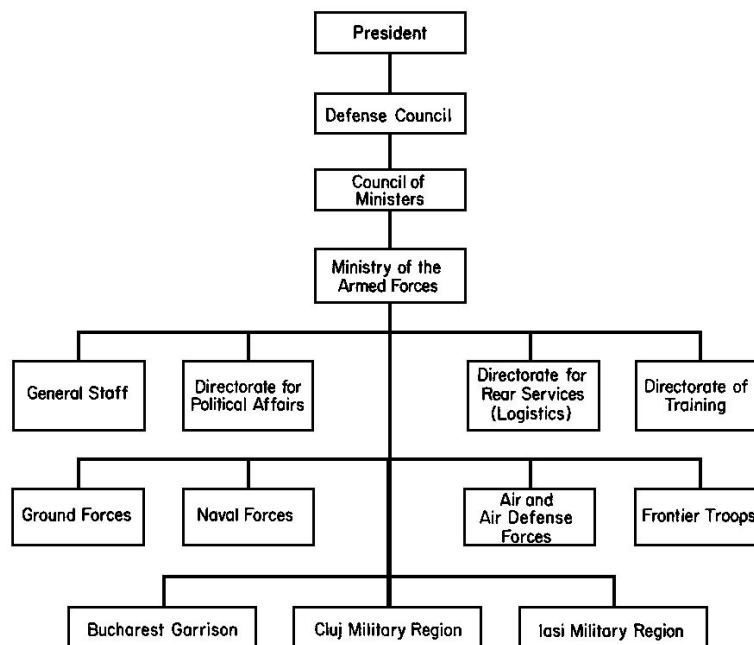 President
Defense Council
Council of
Ministers
Ministry of the
Armed Forces
General Staff
Directorate for
Political Affairs
Directorate for
Rear Services
(Logistics)
Directorate of
Training
Ground Forces
Naval Forces
Air and
Air Defense
Forces
Frontier Troops
Bucharest Garrison
Cluj Military Region
Iasi Military Region